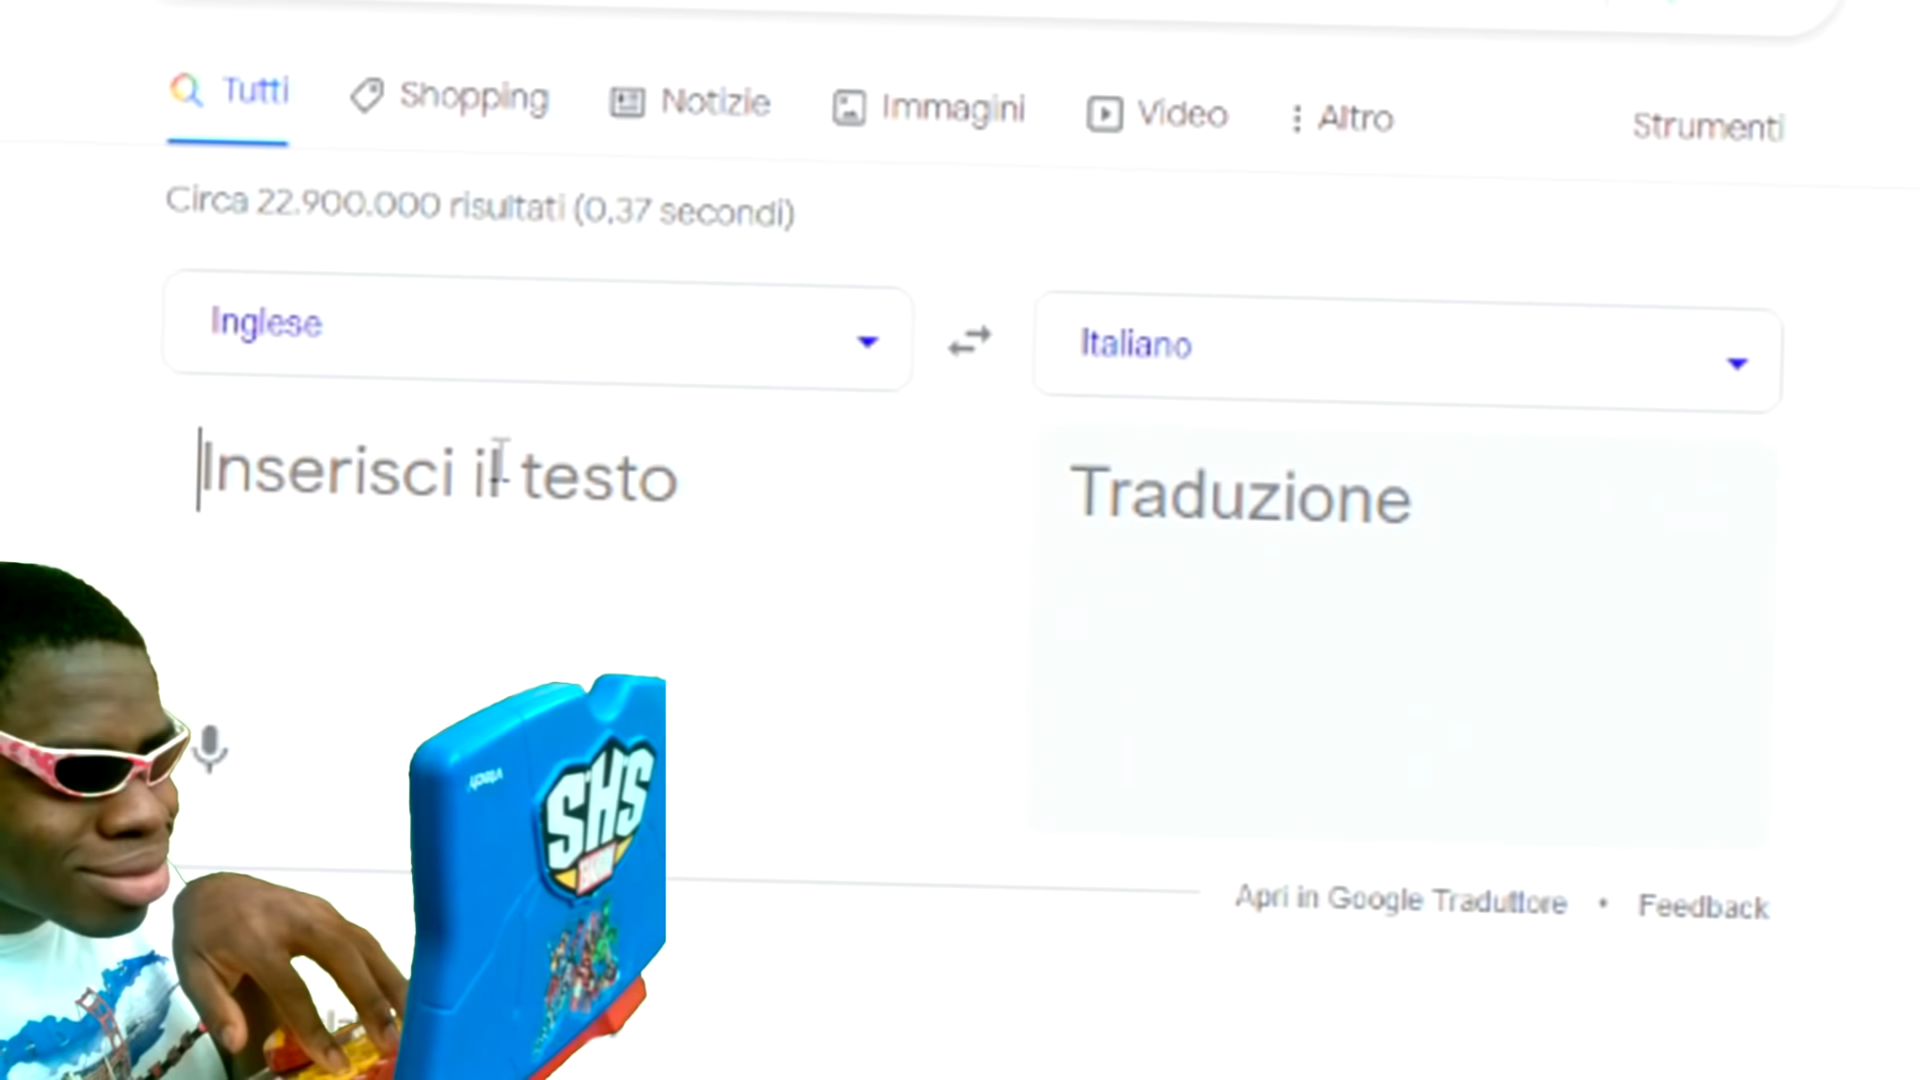 Tutti Shopping Notizie Immagini Video Altro Strumenti
Circa 22.900.000 risultati (0,37 secondi)
Inglese Italiano
Inserisci il testo
Traduzione
vtech
SHS
Apri in Google Traduttore • Feedback